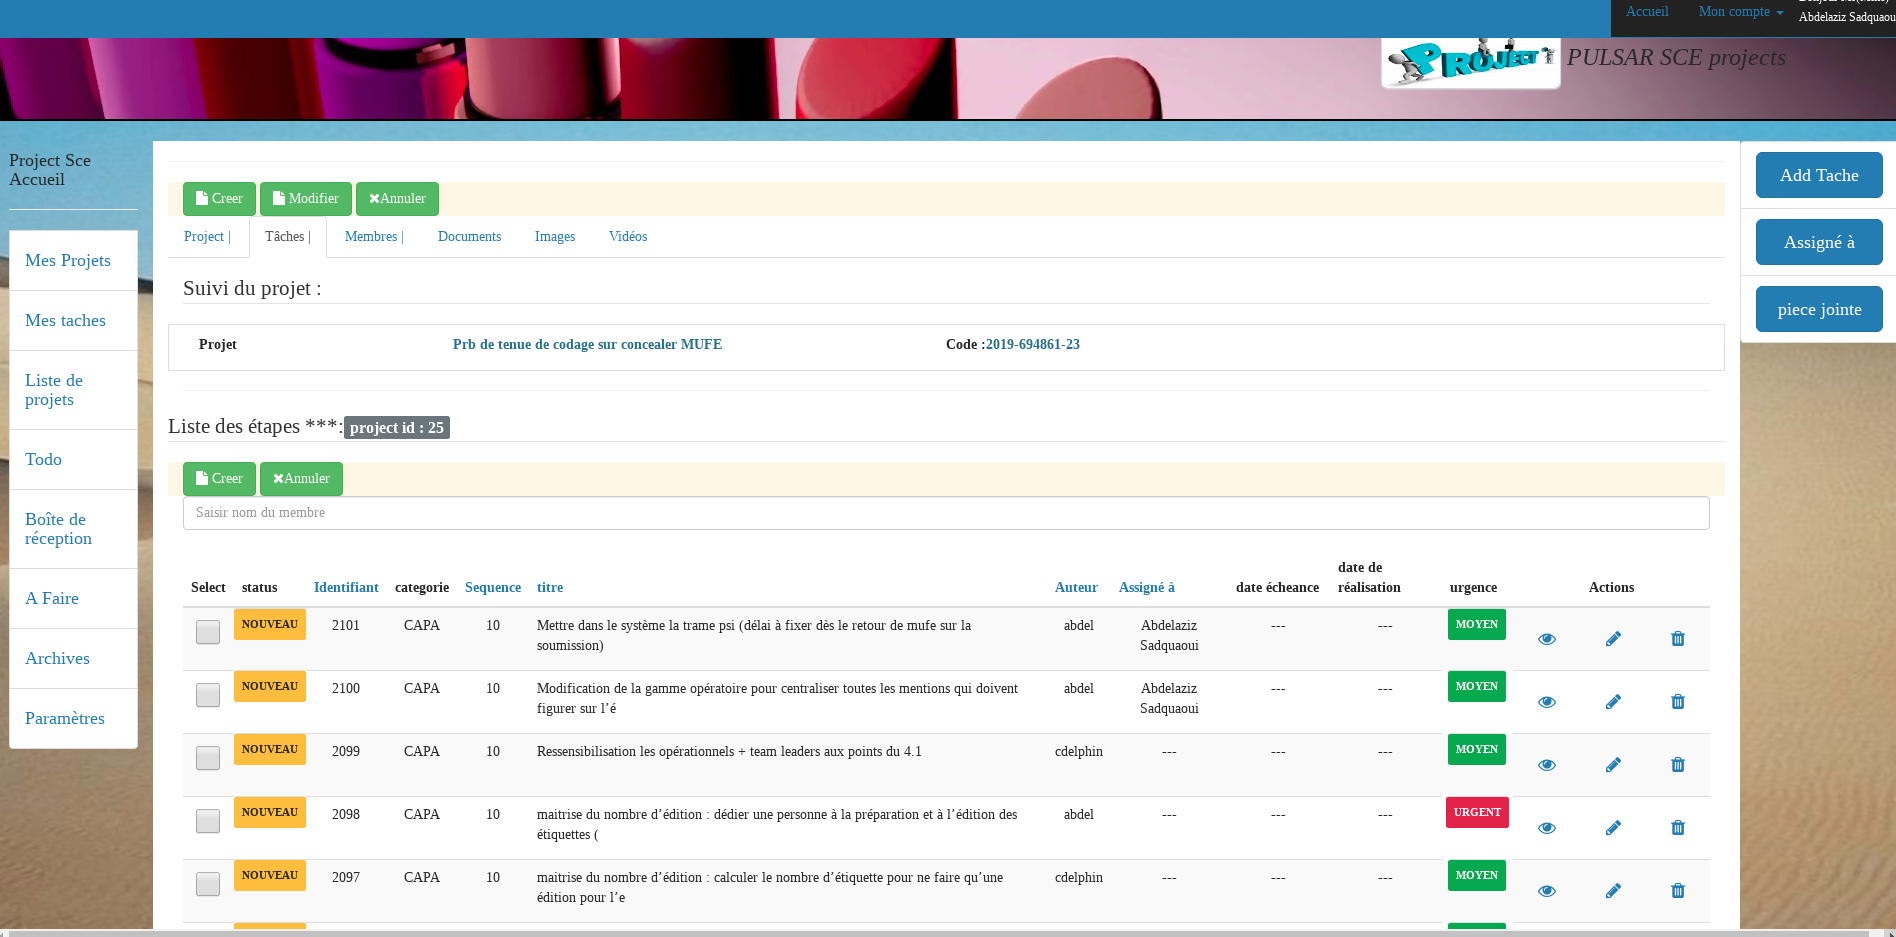 Accueil
Mon compte
Abdelaziz Sadquaou
PROJECT
PULSAR SCE projects
Project Sce
Accueil
Mes Projets
Mes taches
Liste de
projets
Todo
Boîte de
réception
A Faire
Archives
Paramètres
Creer Modifier Annuler
Project | Tâches | Membres | Documents Images Vidéos
Suivi du projet :
Projet Prb de tenue de codage sur concealer MUFE Code :2019-694861-23
Liste des étapes ***:project id : 25
Creer Annuler
Saisir nom du membre
Select status Identifiant categorie Sequence titre Auteur Assigné à date écheance date de
réalisation urgence Actions
NOUVEAU 2101 CAPA 10 Mettre dans le système la trame psi (délai à fixer dès le retour de mufe sur la
soumission) abdel Abdelaziz
Sadquaoui --- --- MOYEN
NOUVEAU 2100 CAPA 10 Modification de la gamme opératoire pour centraliser toutes les mentions qui doivent
figurer sur l’é abdel Abdelaziz
Sadquaoui --- --- MOYEN
NOUVEAU 2099 CAPA 10 Ressensibilisation les opérationnels + team leaders aux points du 4.1 cdelphin --- --- --- MOYEN
NOUVEAU 2098 CAPA 10 maitrise du nombre d’édition : dédier une personne à la préparation et à l’édition des
étiquettes ( abdel --- --- --- URGENT
NOUVEAU 2097 CAPA 10 maitrise du nombre d’édition : calculer le nombre d’étiquette pour ne faire qu’une
édition pour l’e cdelphin --- --- --- MOYEN
Add Tache
Assigné à
piece jointe